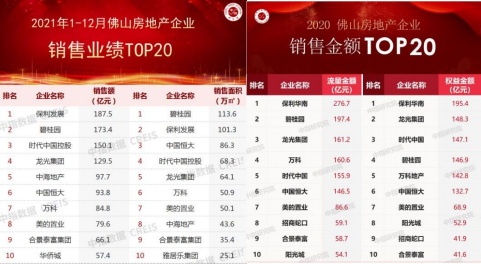 2021年1-12月佛山房地产企业
销售业绩TOP20
排名 企业名称 销售额（亿元） 排名 企业名称 销售面积（万㎡）
1 保利发展 187.5 1 碧桂园 113.6
2 碧桂园 173.4 2 保利发展 101.3
3 时代中国控股 150.1 3 中国恒大 86.3
4 龙光集团 129.5 4 时代中国控股 68.3
5 中海地产 97.7 5 龙光集团 64.1
6 中国恒大 93.8 6 万科 50.9
7 万科 84.8 7 美的置业 50.1
8 美的置业 79.6 8 中海地产 43.6
9 合景泰富集团 66.1 9 合景泰富集团 35.4
10 华侨城 57.4 10 雅居乐集团 25.1
中指数据 CREIS
2020 佛山房地产企业
销售金额TOP20
排名 企业名称 流量金额（亿元） 排名 企业名称 权益金额（亿元）
1 保利华南 276.7 1 保利华南 195.4
2 碧桂园 197.4 2 龙光集团 148.3
3 龙光集团 161.2 3 时代中国 147.1
4 万科 160.6 4 碧桂园 146.9
5 时代中国 155.9 5 万科地产 142.8
6 中国恒大 146.5 6 中国恒大 132.7
7 美的置业 86.6 7 美的置业 68.9
8 招商蛇口 59.1 8 阳光城 52.9
9 合景泰富 58.7 9 招商蛇口 41.9
10 阳光城 54.1 10 合景泰富 41.6